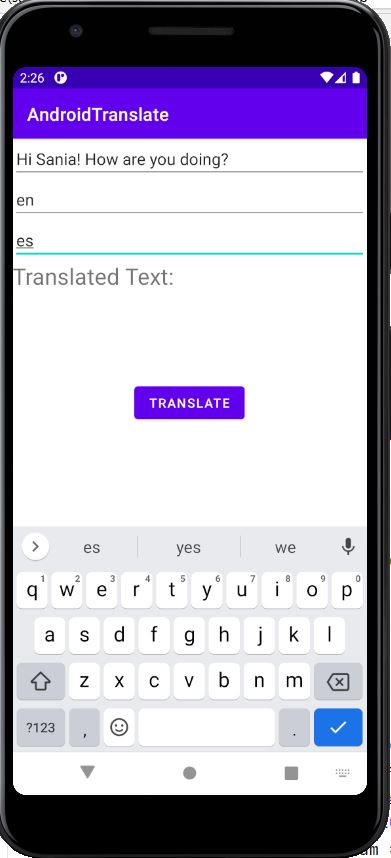 2:26
AndroidTranslate
Hi Sania! How are you doing?
en
es
Translated Text:
TRANSLATE
es yes we
q1 w2 e3 r4 t5 y6 u7 i8 o9 p0
a s d f g h j k l
z x c v b n m
?123 , .